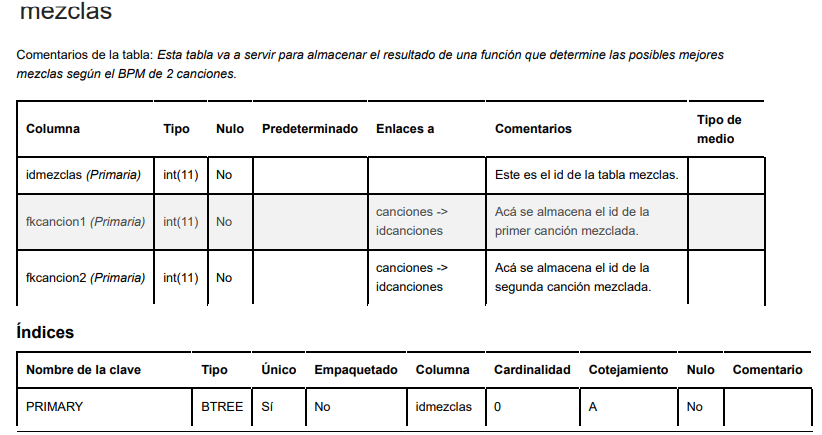 mezclas
Comentarios de la tabla: Esta tabla va a servir para almacenar el resultado de una función que determine las posibles mejores
mezclas según el BPM de 2 canciones.
Columna Tipo Nulo Predeterminado Enlaces a Comentarios Tipo de medio
idmezclas (Primaria) int(11) No Este es el id de la tabla mezclas.
fkcancion1 (Primaria) int(11) No canciones -> idcanciones Acá se almacena el id de la primer canción mezclada.
fkcancion2 (Primaria) int(11) No canciones -> idcanciones Acá se almacena el id de la segunda canción mezclada.
Índices
Nombre de la clave Tipo Único Empaquetado Columna Cardinalidad Cotejamiento Nulo Comentario
PRIMARY BTREE Sí No idmezclas 0 A No